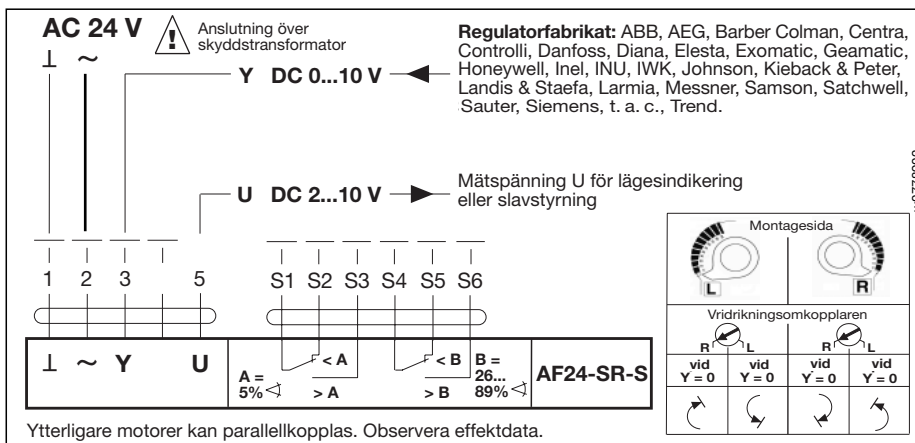 AC 24 V
Anslutning över
skyddstransformator
Regulatorfabrikat: ABB, AEG, Barber Colman, Centra,
Controlli, Danfoss, Diana, Elesta, Exomatic, Geamatic,
Honeywell, Inel, INU, IWK, Johnson, Kieback & Peter,
Landis & Staefa, Larmia, Messner, Samson, Satchwell,
Sauter, Siemens, t. a. c., Trend.
⊥ ~
Y DC 0...10 V
U DC 2...10 V
Mätspänning U för lägesindikering
eller slavstyrning
1 2 3 5 S1 S2 S3 S4 S5 S6
⊥ ~ Y U
A =
5%
< A
> A
< B
> B
B =
26...
89%
AF24-SR-S
Montagesida
L R
Vridrikningsomkopplaren
R L R L
vid
Y = 0
vid
Y = 0
vid
Y = 0
vid
Y = 0
Ytterligare motorer kan parallellkopplas. Observera effektdata.